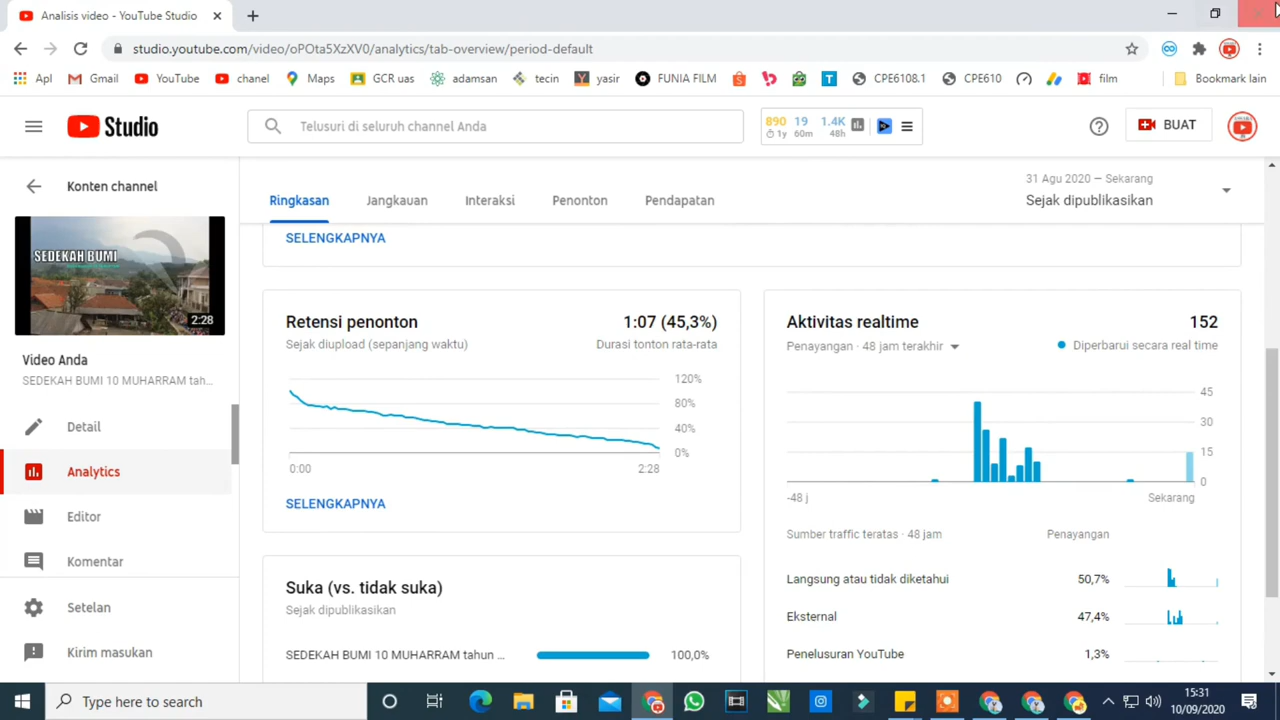 Analisis video - YouTube Studio
studio.youtube.com/video/oPOta5XzXV0/analytics/tab-overview/period-default
Apl Gmail YouTube chanel Maps GCR uas adamsan tecin yasir FUNIA FILM CPE6108.1 CPE610 film Bookmark lain
Studio
Telusuri di seluruh channel Anda
890 19 1.4K
1y 60m 48h
BUAT
Konten channel
SEDEKAH BUMI
2:28
Video Anda
SEDEKAH BUMI 10 MUHARRAM tah...
Detail
Analytics
Editor
Komentar
Setelan
Kirim masukan
Ringkasan Jangkauan Interaksi Penonton Pendapatan
31 Agu 2020 – Sekarang
Sejak dipublikasikan
SELENGKAPNYA
Retensi penonton 1:07 (45,3%)
Sejak diupload (sepanjang waktu) Durasi tonton rata-rata
120%
80%
40%
0%
0:00 2:28
SELENGKAPNYA
Suka (vs. tidak suka)
Sejak dipublikasikan
SEDEKAH BUMI 10 MUHARRAM tahun ... 100,0%
Aktivitas realtime 152
Penayangan · 48 jam terakhir Diperbarui secara real time
45
30
15
0
-48 j Sekarang
Sumber traffic teratas · 48 jam Penayangan
Langsung atau tidak diketahui 50,7%
Eksternal 47,4%
Penelusuran YouTube 1,3%
Type here to search
15:31
10/09/2020